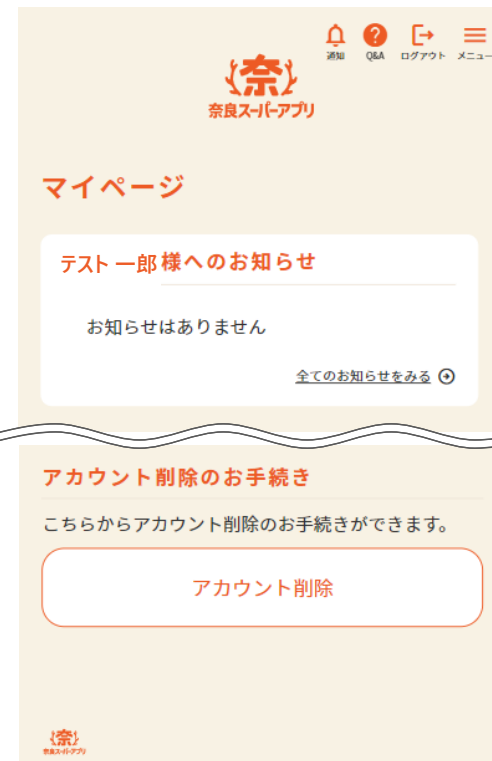 通知 Q&A ログアウト メニュー
奈
奈良スーパーアプリ
マイページ
テスト 一郎 様へのお知らせ
お知らせはありません
全てのお知らせをみる
アカウント削除のお手続き
こちらからアカウント削除のお手続きができます。
アカウント削除
奈
奈良スーパーアプリ